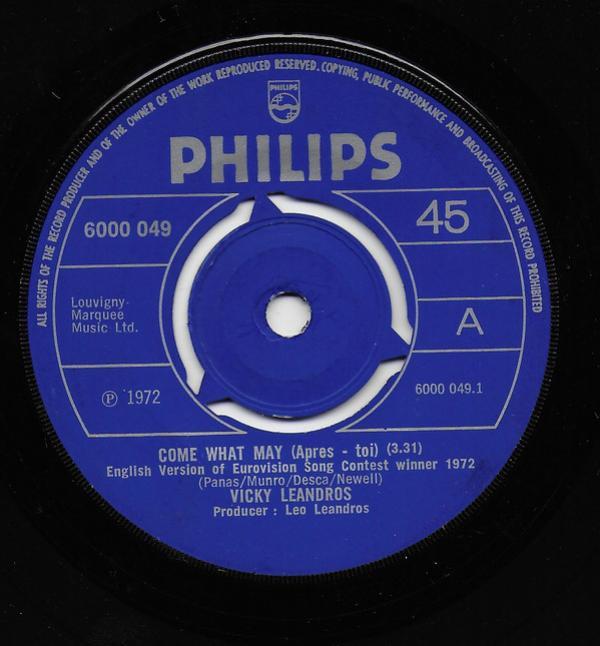 ALL RIGHTS OF THE RECORD PRODUCER AND OF THE OWNER OF THE WORK REPRODUCED RESERVED. COPYING, PUBLIC PERFORMANCE AND BROADCASTING OF THIS RECORD PROHIBITED
PHILIPS
PHILIPS
6000 049
45
Louvigny-
Marquee
Music Ltd.
A
Ⓟ 1972
6000 049.1
COME WHAT MAY (Apres - toi) (3.31)
English Version of Eurovision Song Contest winner 1972
(Panas/Munro/Desca/Newell)
VICKY LEANDROS
Producer : Leo Leandros